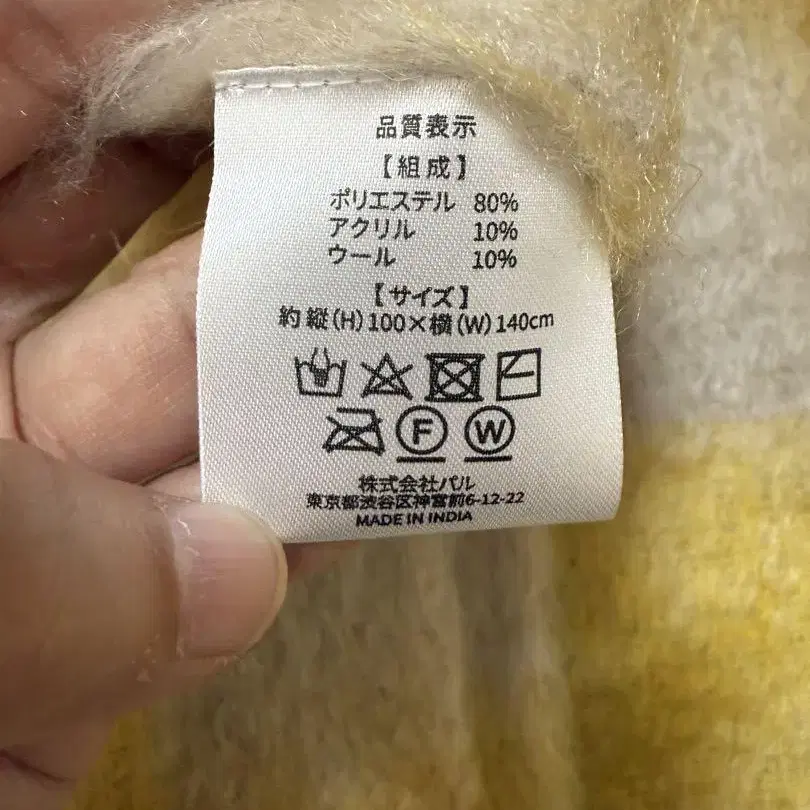 品質表示
【組成】
ポリエステル 80%
アクリル 10%
ウール 10%
【サイズ】
約 縦(H)100×横(W)140cm
F W
株式会社パル
東京都渋谷区神宮前6-12-22
MADE IN INDIA